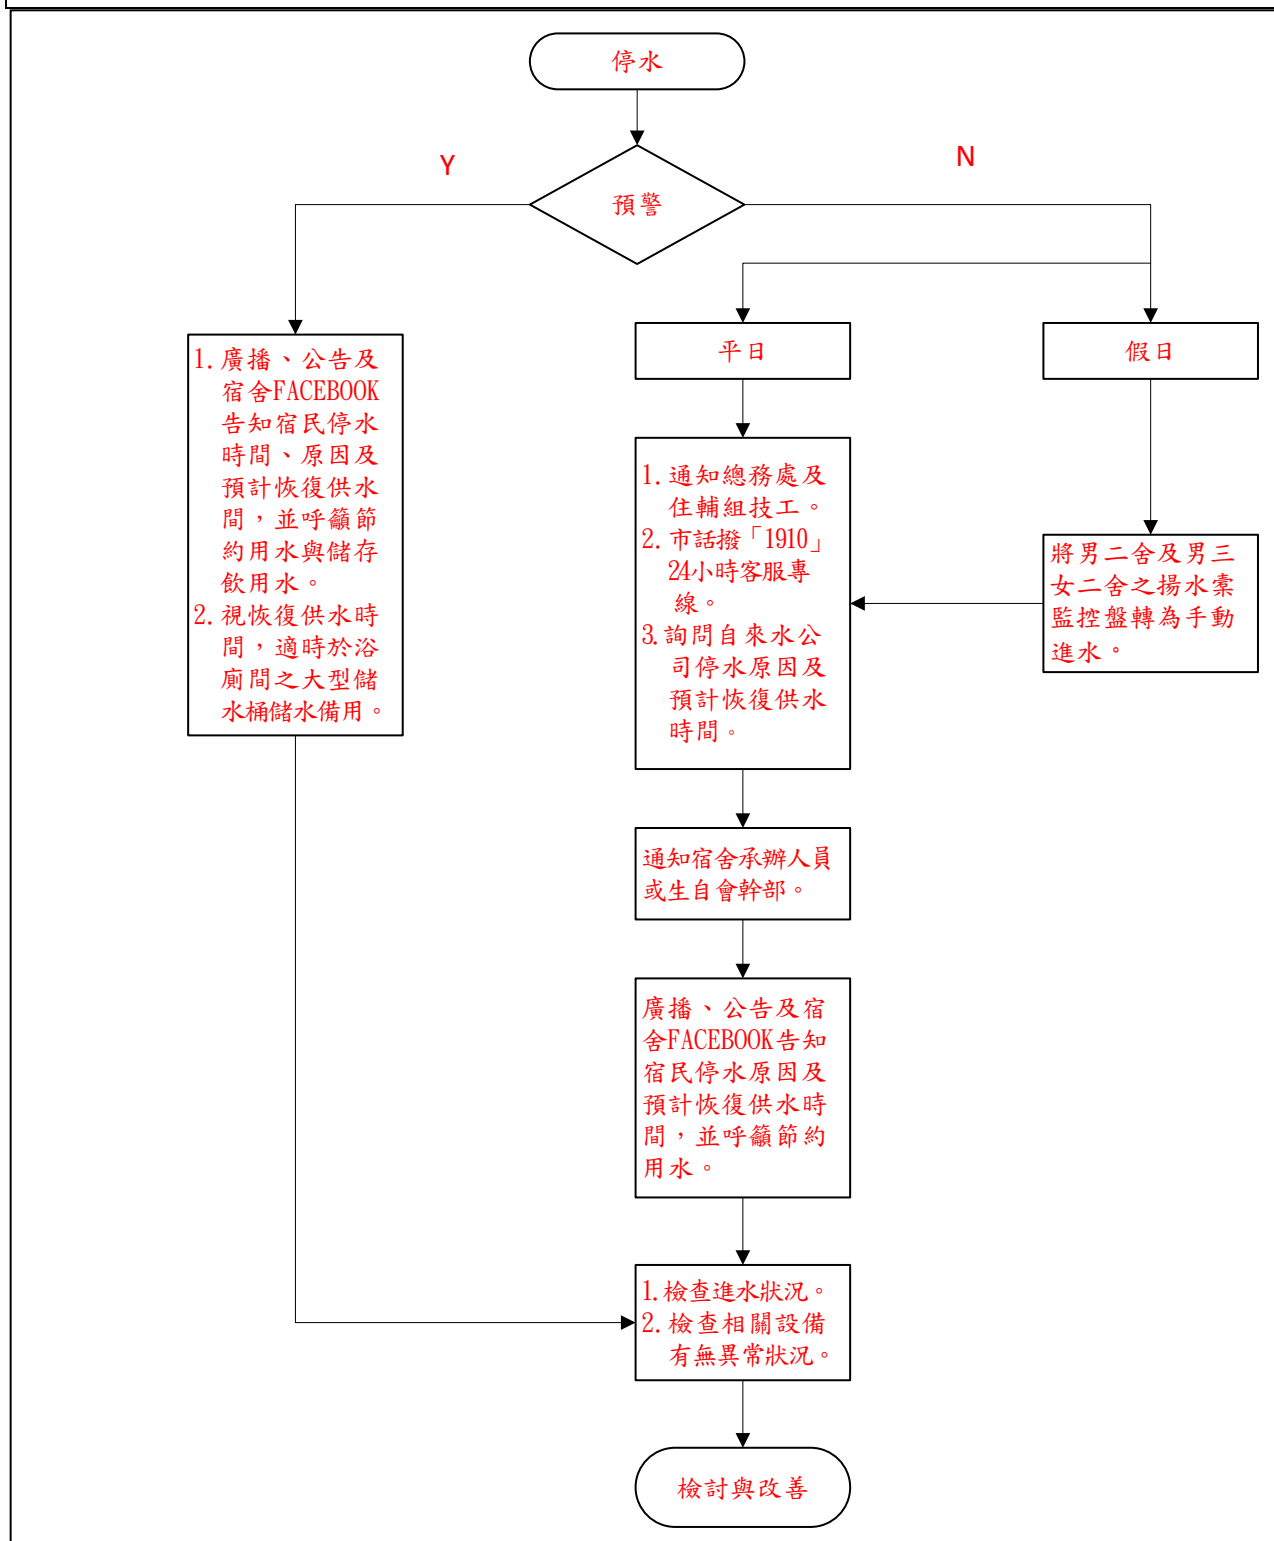 停水
Y
N
預警
平日
假日
1. 廣播、公告及
宿舍FACEBOOK
告知宿民停水
時間、原因及
預計恢復供水
間，並呼籲節
約用水與儲存
飲用水。
2. 視恢復供水時
間，適時於浴
廁間之大型儲
水桶儲水備用。
1. 通知總務處及
住輔組技工。
2. 市話撥「1910」
24小時客服專
線。
3.詢問自來水公
司停水原因及
預計恢復供水
時間。
將男二舍及男三
女二舍之揚水橐
監控盤轉為手動
進水。
通知宿舍承辦人員
或生自會幹部。
廣播、公告及宿
舍FACEBOOK告知
宿民停水原因及
預計恢復供水時
間，並呼籲節約
用水。
1.檢查進水狀況。
2. 檢查相關設備
有無異常狀況。
檢討與改善